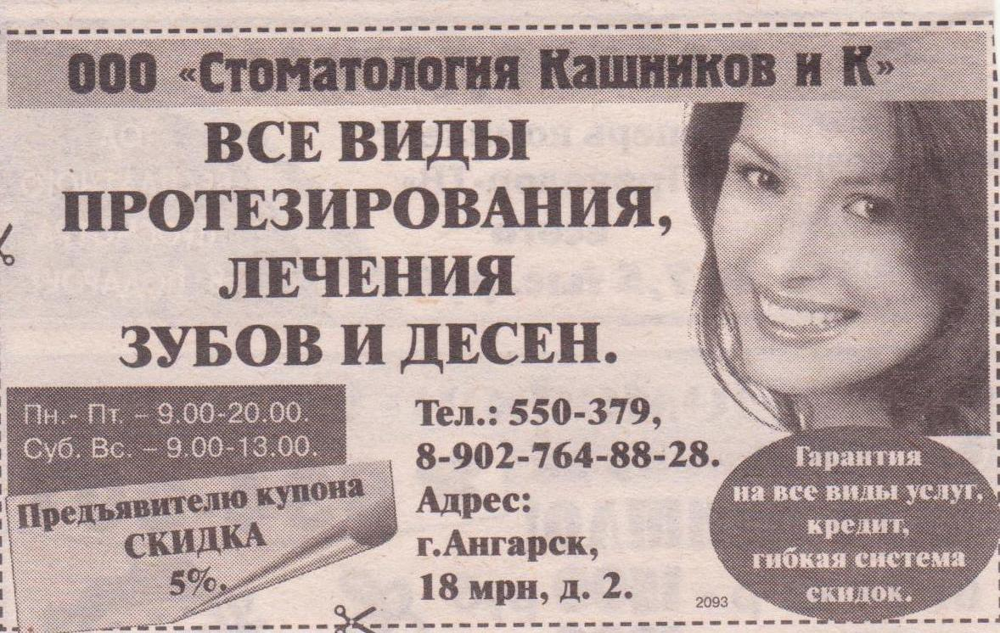 ООО «Стоматология Кашников и К»
ВСЕ ВИДЫ
ПРОТЕЗИРОВАНИЯ,
ЛЕЧЕНИЯ
ЗУБОВ И ДЕСЕН.
Пн.- Пт. – 9.00-20.00.
Суб. Вс. – 9.00-13.00.
Предъявителю купона
СКИДКА
5%.
Тел.: 550-379,
8-902-764-88-28.
Адрес:
г.Ангарск,
18 мрн, д. 2.
2093
Гарантия
на все виды услуг,
кредит,
гибкая система
скидок.